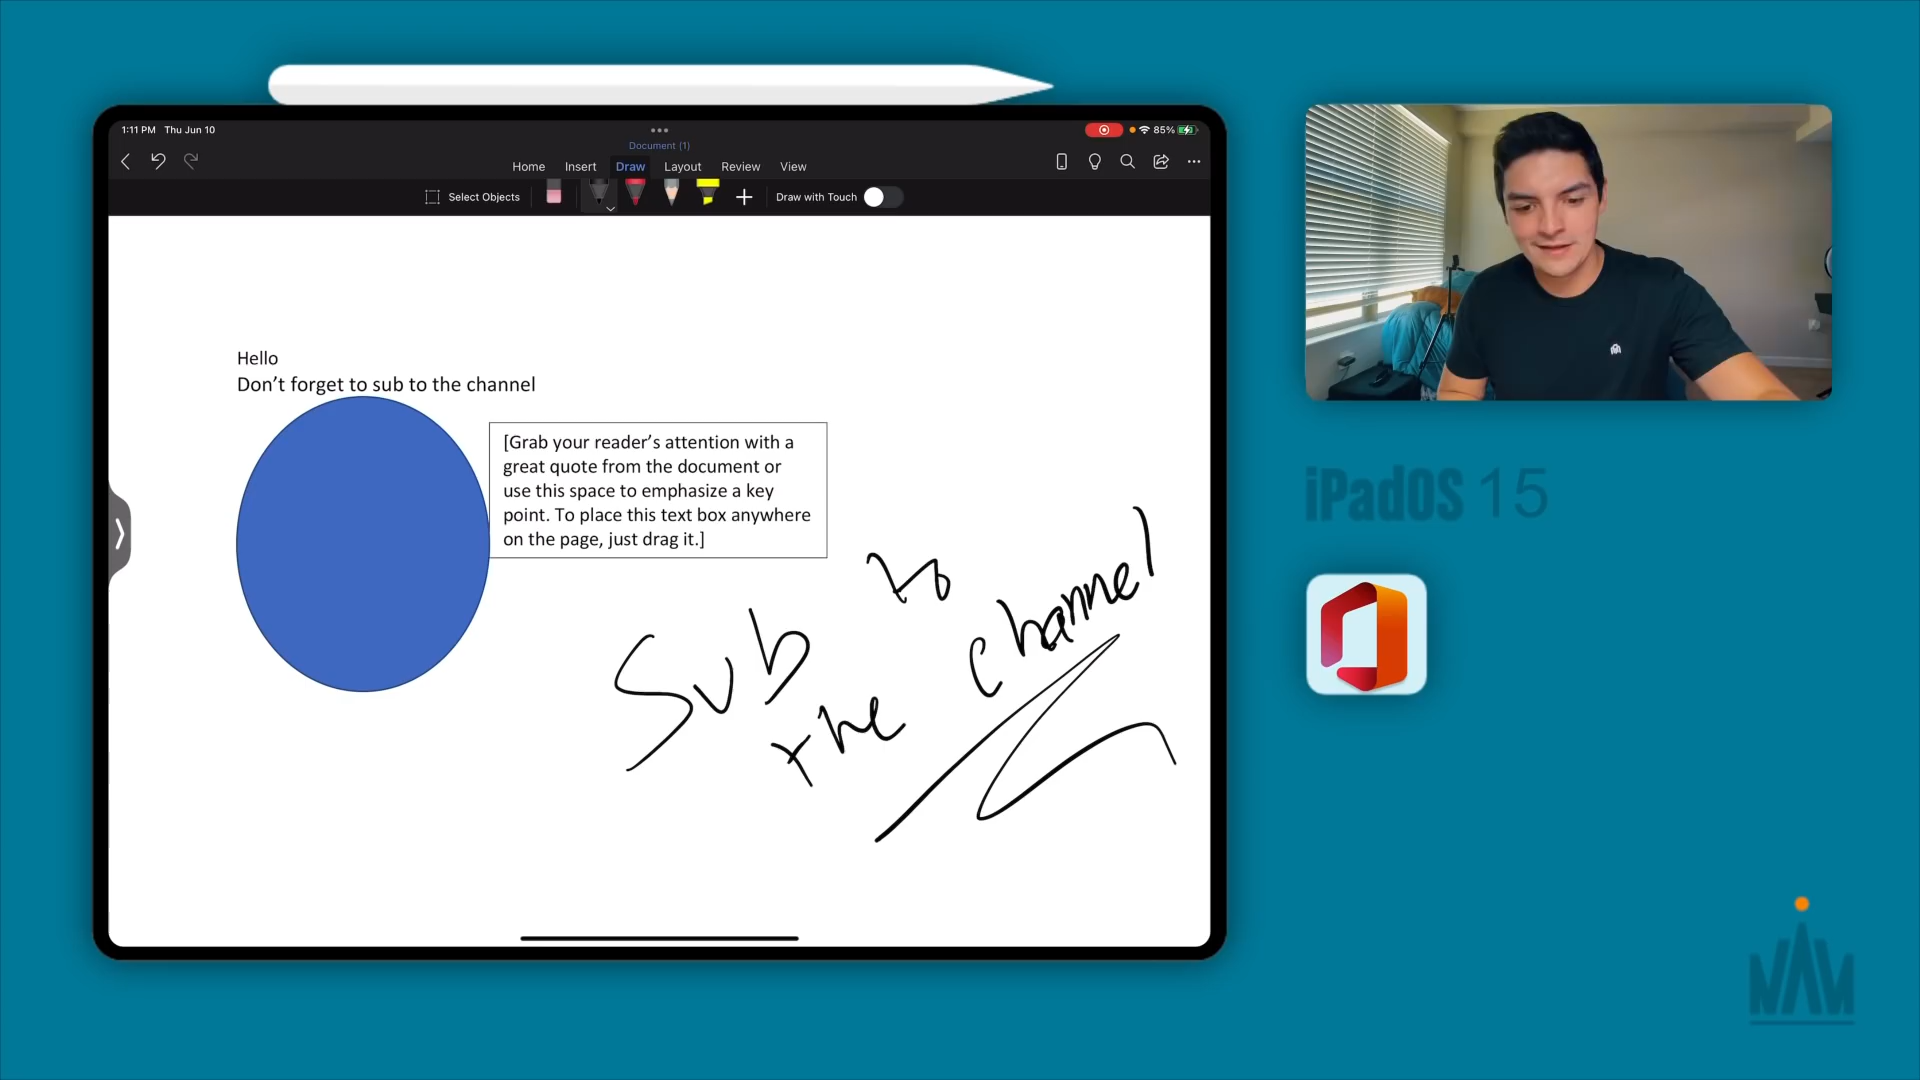 1:11 PM Thu Jun 10
85%
Document (1)
Home Insert Draw Layout Review View
Select Objects
Draw with Touch
Hello
Don't forget to sub to the channel
[Grab your reader's attention with a
great quote from the document or
use this space to emphasize a key
point. To place this text box anywhere
on the page, just drag it.]
Sub to
the channel
iPadOS 15